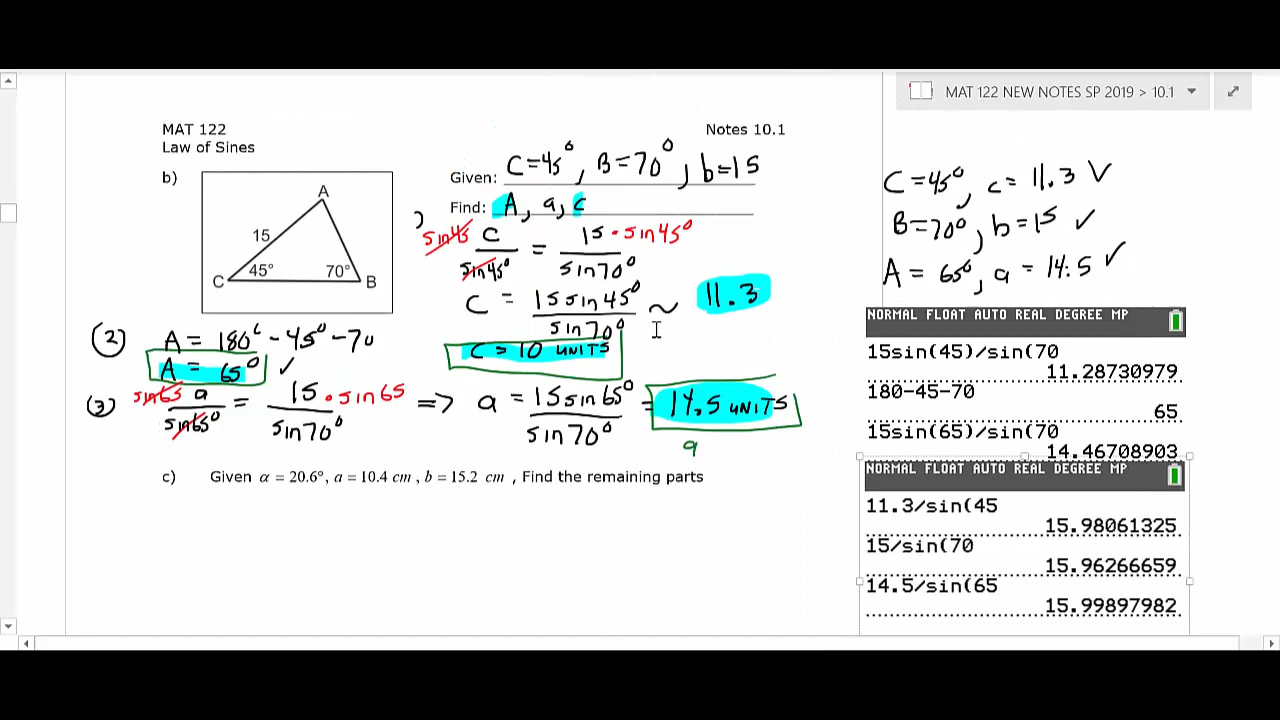 MAT 122 NEW NOTES SP 2019 > 10.1
MAT 122
Notes 10.1
Law of Sines
b)
Given: C=45°, B=70°, b=15
Find: A, a, c
A
15
45°
70°
C
B
sin45 c/sin45° = 15·sin45°/sin70°
c = 15sin45°/sin70° ~ 11.3
c = 10 UNITS
(2) A = 180° - 45° - 70
A = 65° ✓
(3) sin65 a/sin65° = 15·sin65/sin70° => a = 15sin65°/sin70° = 14.5 UNITS
a
c) Given α = 20.6°, a = 10.4 cm, b = 15.2 cm, Find the remaining parts
C=45°, c = 11.3 ✓
B=70°, b=15 ✓
A = 65°, a = 14.5 ✓
NORMAL FLOAT AUTO REAL DEGREE MP
15sin(45)/sin(70
11.28730979
180-45-70
65
15sin(65)/sin(70
14.46708903
NORMAL FLOAT AUTO REAL DEGREE MP
11.3/sin(45
15.98061325
15/sin(70
15.96266659
14.5/sin(65
15.99897982